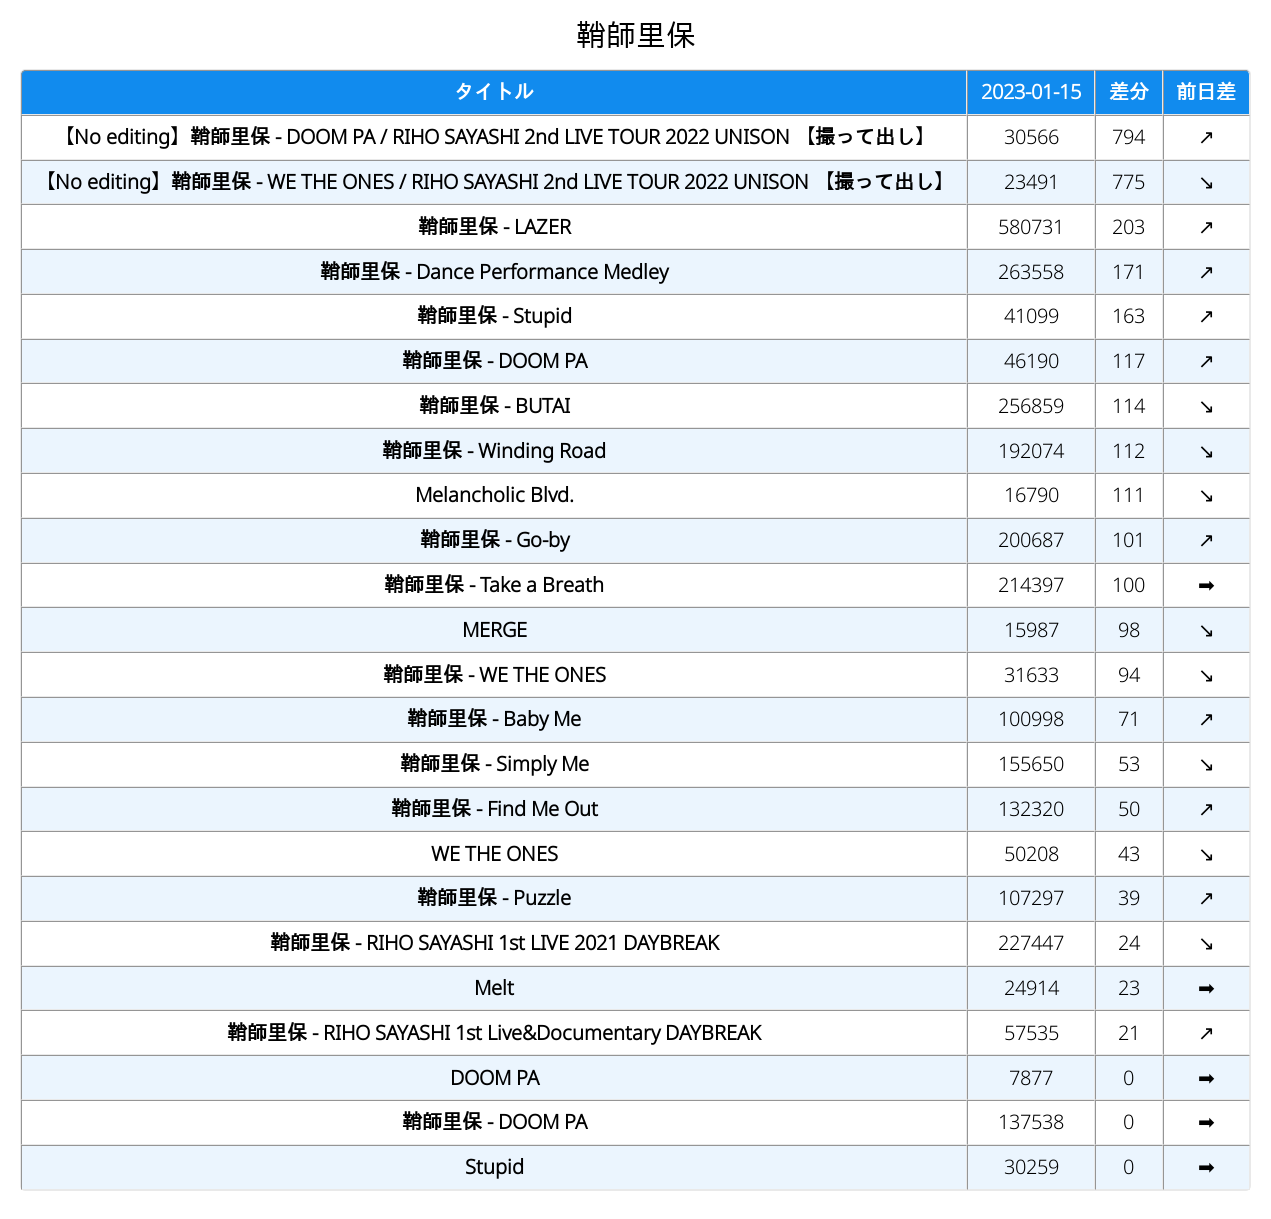 鞘師里保
タイトル 2023-01-15 差分 前日差
【No editing】鞘師里保 - DOOM PA / RIHO SAYASHI 2nd LIVE TOUR 2022 UNISON 【撮って出し】 30566 794 ↗
【No editing】鞘師里保 - WE THE ONES / RIHO SAYASHI 2nd LIVE TOUR 2022 UNISON 【撮って出し】 23491 775 ↘
鞘師里保 - LAZER 580731 203 ↗
鞘師里保 - Dance Performance Medley 263558 171 ↗
鞘師里保 - Stupid 41099 163 ↗
鞘師里保 - DOOM PA 46190 117 ↗
鞘師里保 - BUTAI 256859 114 ↘
鞘師里保 - Winding Road 192074 112 ↘
Melancholic Blvd. 16790 111 ↘
鞘師里保 - Go-by 200687 101 ↗
鞘師里保 - Take a Breath 214397 100 ➡
MERGE 15987 98 ↘
鞘師里保 - WE THE ONES 31633 94 ↘
鞘師里保 - Baby Me 100998 71 ↗
鞘師里保 - Simply Me 155650 53 ↘
鞘師里保 - Find Me Out 132320 50 ↗
WE THE ONES 50208 43 ↘
鞘師里保 - Puzzle 107297 39 ↗
鞘師里保 - RIHO SAYASHI 1st LIVE 2021 DAYBREAK 227447 24 ↘
Melt 24914 23 ➡
鞘師里保 - RIHO SAYASHI 1st Live&Documentary DAYBREAK 57535 21 ↗
DOOM PA 7877 0 ➡
鞘師里保 - DOOM PA 137538 0 ➡
Stupid 30259 0 ➡